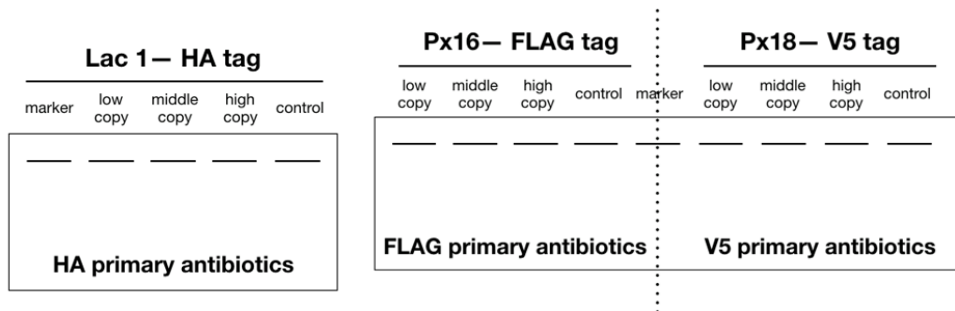 Lac 1— HA tag
marker low copy middle copy high copy control
HA primary antibiotics
Px16— FLAG tag
low copy middle copy high copy control marker
FLAG primary antibiotics
Px18— V5 tag
low copy middle copy high copy control
V5 primary antibiotics